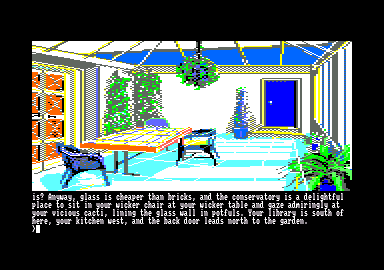 is? Anyway, glass is cheaper than bricks, and the conservatory is a delightful
place to sit in your wicker chair at your wicker table and gaze admiringly at
your vicious cacti, lining the glass wall in potfuls. Your library is south of
here, your kitchen west, and the back door leads north to the garden.
>